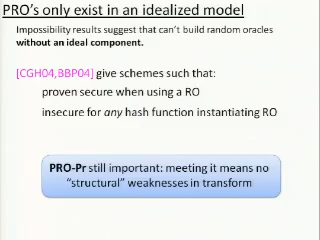 PRO's only exist in an idealized model
Impossibility results suggest that can't build random oracles
without an ideal component.
[CGH04,BBP04] give schemes such that:
proven secure when using a RO
insecure for any hash function instantiating RO
PRO-Pr still important: meeting it means no
"structural" weaknesses in transform